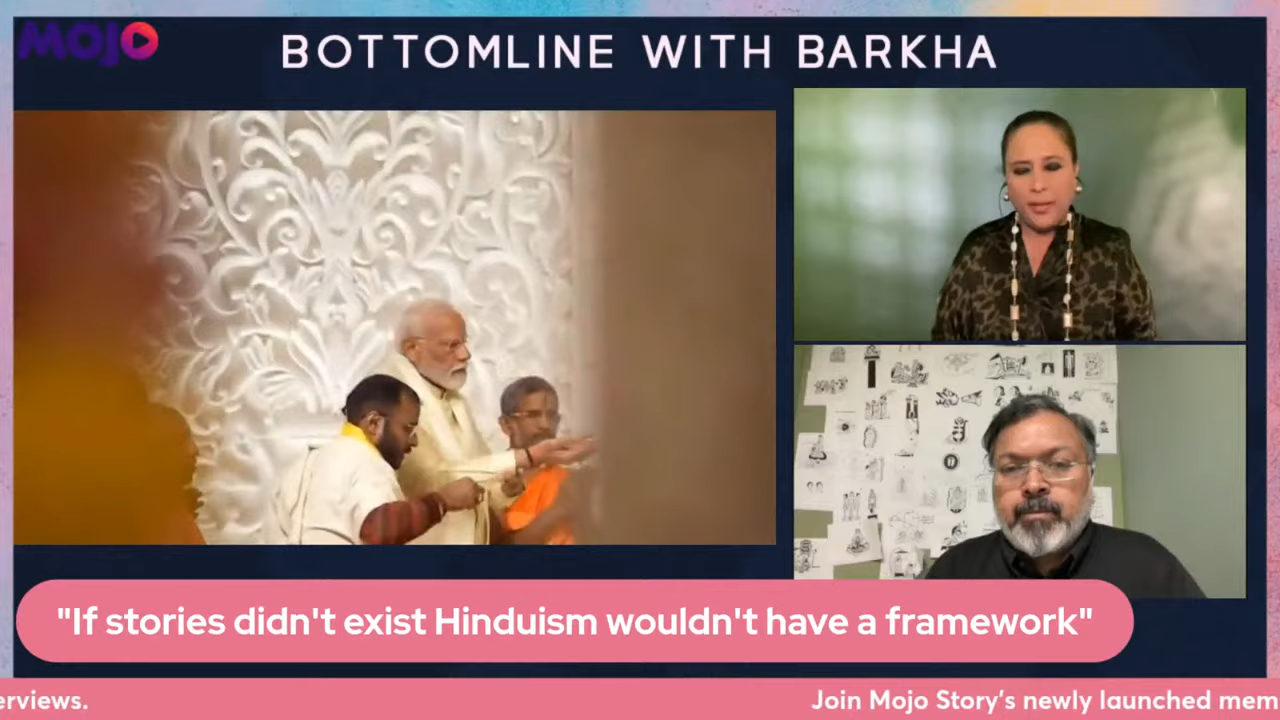 MOJO
BOTTOMLINE WITH BARKHA
"If stories didn't exist Hinduism wouldn't have a framework"
erviews.
Join Mojo Story's newly launched mem